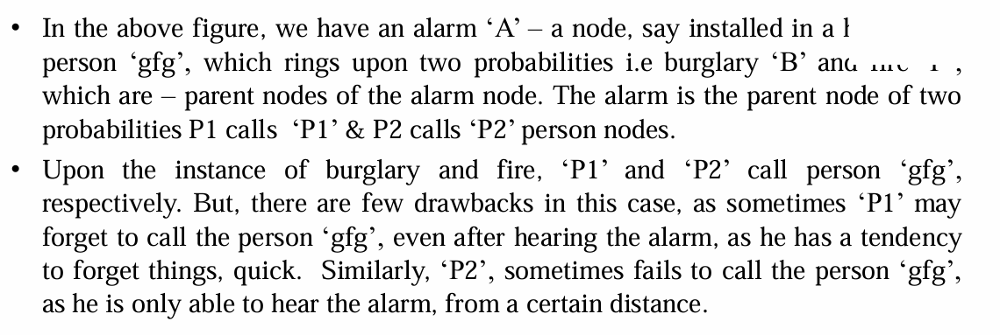 • In the above figure, we have an alarm ‘A’ – a node, say installed in a
person ‘gfg’, which rings upon two probabilities i.e burglary ‘B’ and ,
which are – parent nodes of the alarm node. The alarm is the parent node of two
probabilities P1 calls ‘P1’ & P2 calls ‘P2’ person nodes.
• Upon the instance of burglary and fire, ‘P1’ and ‘P2’ call person ‘gfg’,
respectively. But, there are few drawbacks in this case, as sometimes ‘P1’ may
forget to call the person ‘gfg’, even after hearing the alarm, as he has a tendency
to forget things, quick. Similarly, ‘P2’, sometimes fails to call the person ‘gfg’,
as he is only able to hear the alarm, from a certain distance.